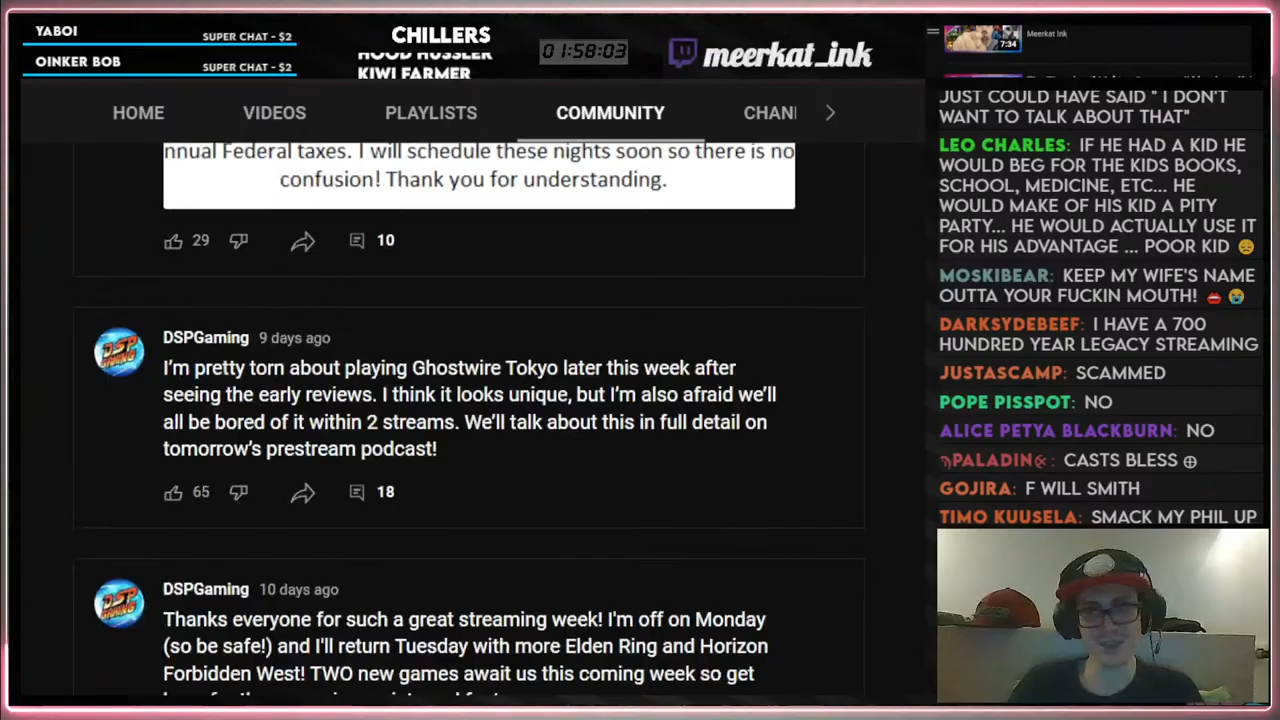 YABOI
SUPER CHAT - $2
OINKER BOB
SUPER CHAT - $2
CHILLERS
HOOD HUSSLER
KIWI FARMER
01:58:03
meerkat_ink
7:34
Meerkat Ink
HOME
VIDEOS
PLAYLISTS
COMMUNITY
CHAN
nnual Federal taxes. I will schedule these nights soon so there is no
confusion! Thank you for understanding.
29
10
DSPGaming 9 days ago
I'm pretty torn about playing Ghostwire Tokyo later this week after
seeing the early reviews. I think it looks unique, but I'm also afraid we'll
all be bored of it within 2 streams. We'll talk about this in full detail on
tomorrow's prestream podcast!
65
18
DSPGaming 10 days ago
Thanks everyone for such a great streaming week! I'm off on Monday
(so be safe!) and I'll return Tuesday with more Elden Ring and Horizon
Forbidden West! TWO new games await us this coming week so get
JUST COULD HAVE SAID " I DON'T
WANT TO TALK ABOUT THAT"
LEO CHARLES: IF HE HAD A KID HE
WOULD BEG FOR THE KIDS BOOKS,
SCHOOL, MEDICINE, ETC... HE
WOULD MAKE OF HIS KID A PITY
PARTY... HE WOULD ACTUALLY USE IT
FOR HIS ADVANTAGE ... POOR KID 😔
MOSKIBEAR: KEEP MY WIFE'S NAME
OUTTA YOUR FUCKIN MOUTH! 👄 😭
DARKSYDEBEEF: I HAVE A 700
HUNDRED YEAR LEGACY STREAMING
JUSTASCAMP: SCAMMED
POPE PISSPOT: NO
ALICE PETYA BLACKBURN: NO
PALADIN: CASTS BLESS ⊕
GOJIRA: F WILL SMITH
TIMO KUUSELA: SMACK MY PHIL UP